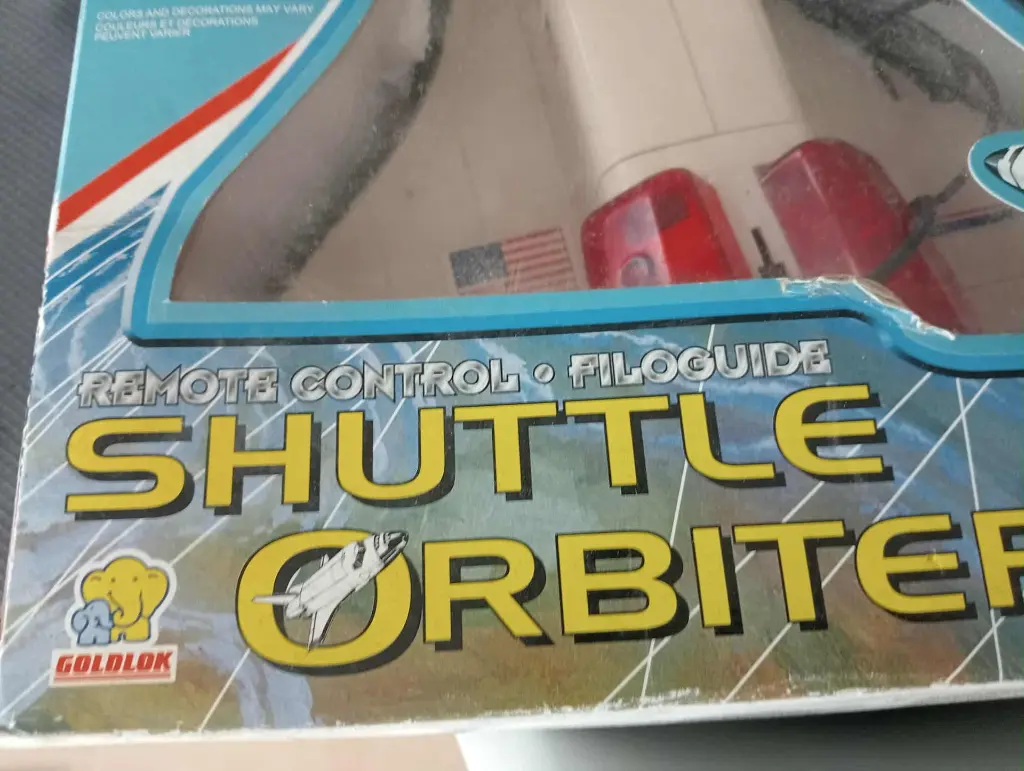 COLORS AND DECORATIONS MAY VARY
COULEURS ET DECORATIONS
PEUVENT VARIER
REMOTE CONTROL • FILOGUIDE
SHUTTLE
ORBITER
GOLDLOK